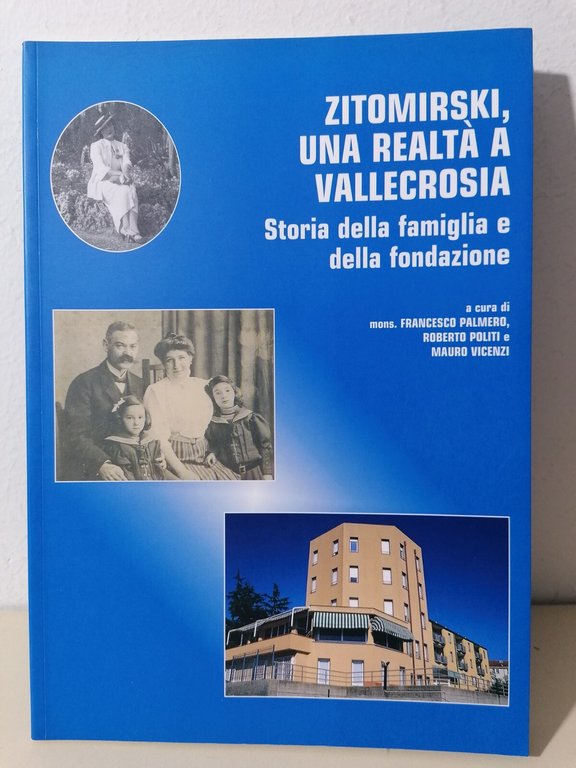 ZITOMIRSKI,
UNA REALTÀ A
VALLECROSIA
Storia della famiglia e
della fondazione
a cura di
mons. FRANCESCO PALMERO,
ROBERTO POLITI e
MAURO VICENZI